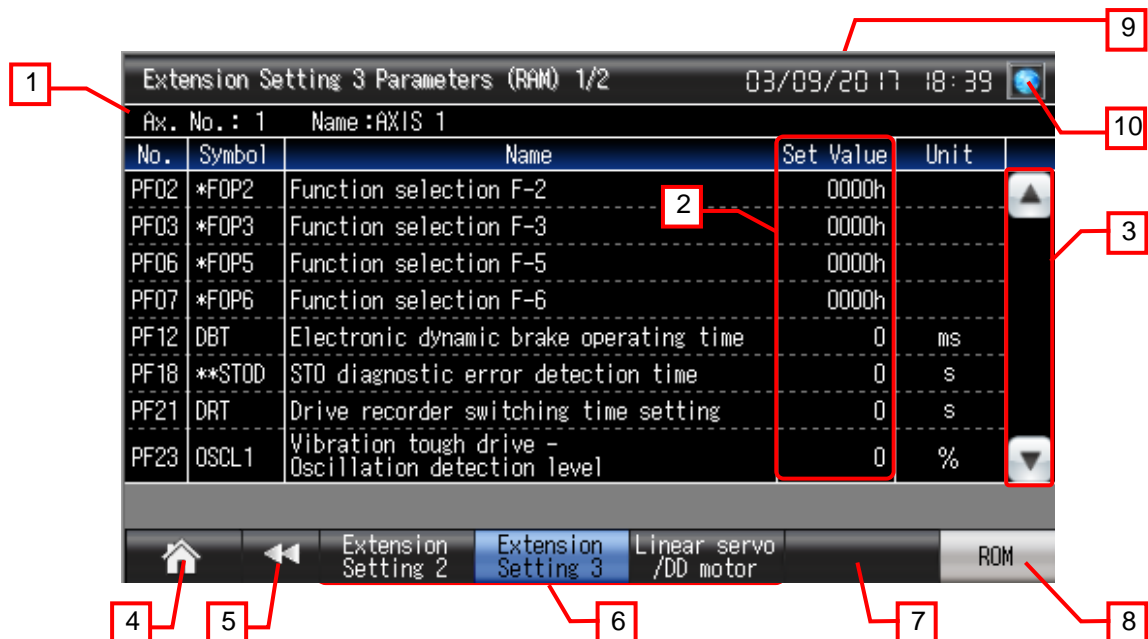 9
Extension Setting 3 Parameters (RAM) 1/2 03/09/2017 18:39
1
10
Ax. No.: 1 Name:AXIS 1
No. Symbol Name Set Value Unit
PF02 *FOP2 Function selection F-2 0000h
2
PF03 *FOP3 Function selection F-3 0000h
3
PF06 *FOP5 Function selection F-5 0000h
PF07 *FOP6 Function selection F-6 0000h
PF12 DBT Electronic dynamic brake operating time 0 ms
PF18 **STOD STO diagnostic error detection time 0 s
PF21 DRT Drive recorder switching time setting 0 s
PF23 OSCL1 Vibration tough drive -
Oscillation detection level 0 %
Extension
Setting 2
Extension
Setting 3
Linear servo
/DD motor
ROM
4 5 6 7 8